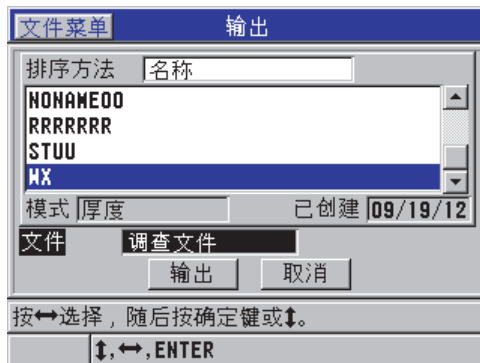 文件菜单 输出
排序方法 名称
NONAME00
RRRRRRR
STUU
WX
模式 厚度 已创建 09/19/12
文件 调查文件
输出 取消
按↔选择，随后按确定键或↕。
↕,↔,ENTER